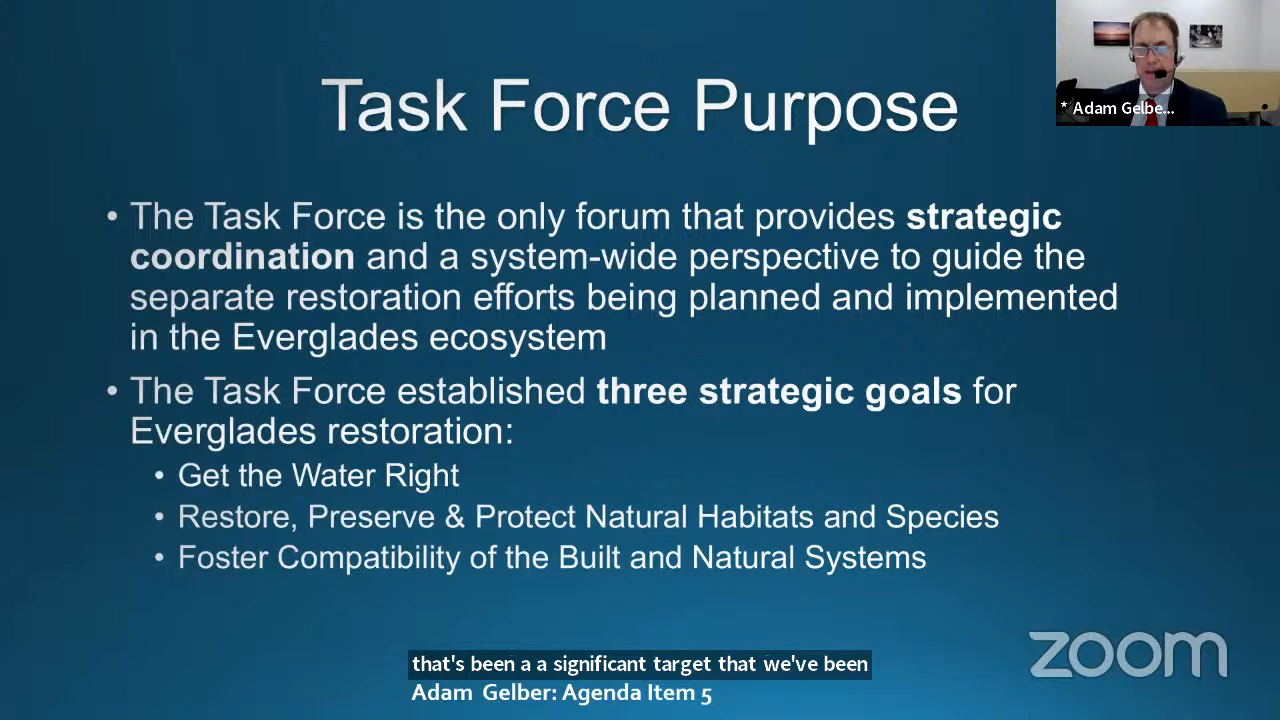 Task Force Purpose
* Adam Gelbe...
• The Task Force is the only forum that provides strategic
coordination and a system-wide perspective to guide the
separate restoration efforts being planned and implemented
in the Everglades ecosystem
• The Task Force established three strategic goals for
Everglades restoration:
• Get the Water Right
• Restore, Preserve & Protect Natural Habitats and Species
• Foster Compatibility of the Built and Natural Systems
zoom
that's been a a significant target that we've been
Adam Gelber: Agenda Item 5